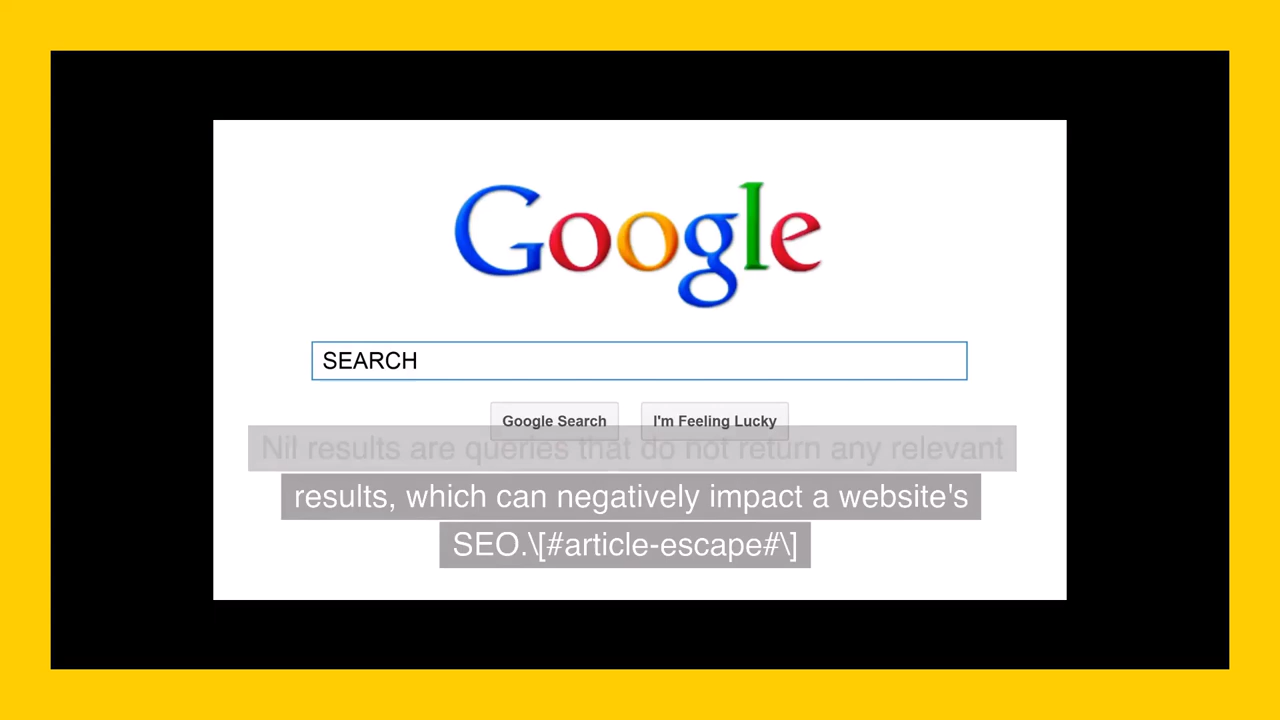 Google
SEARCH
Google Search I'm Feeling Lucky
Nil results are queries that do not return any relevant
results, which can negatively impact a website's
SEO.\[#article-escape#\]